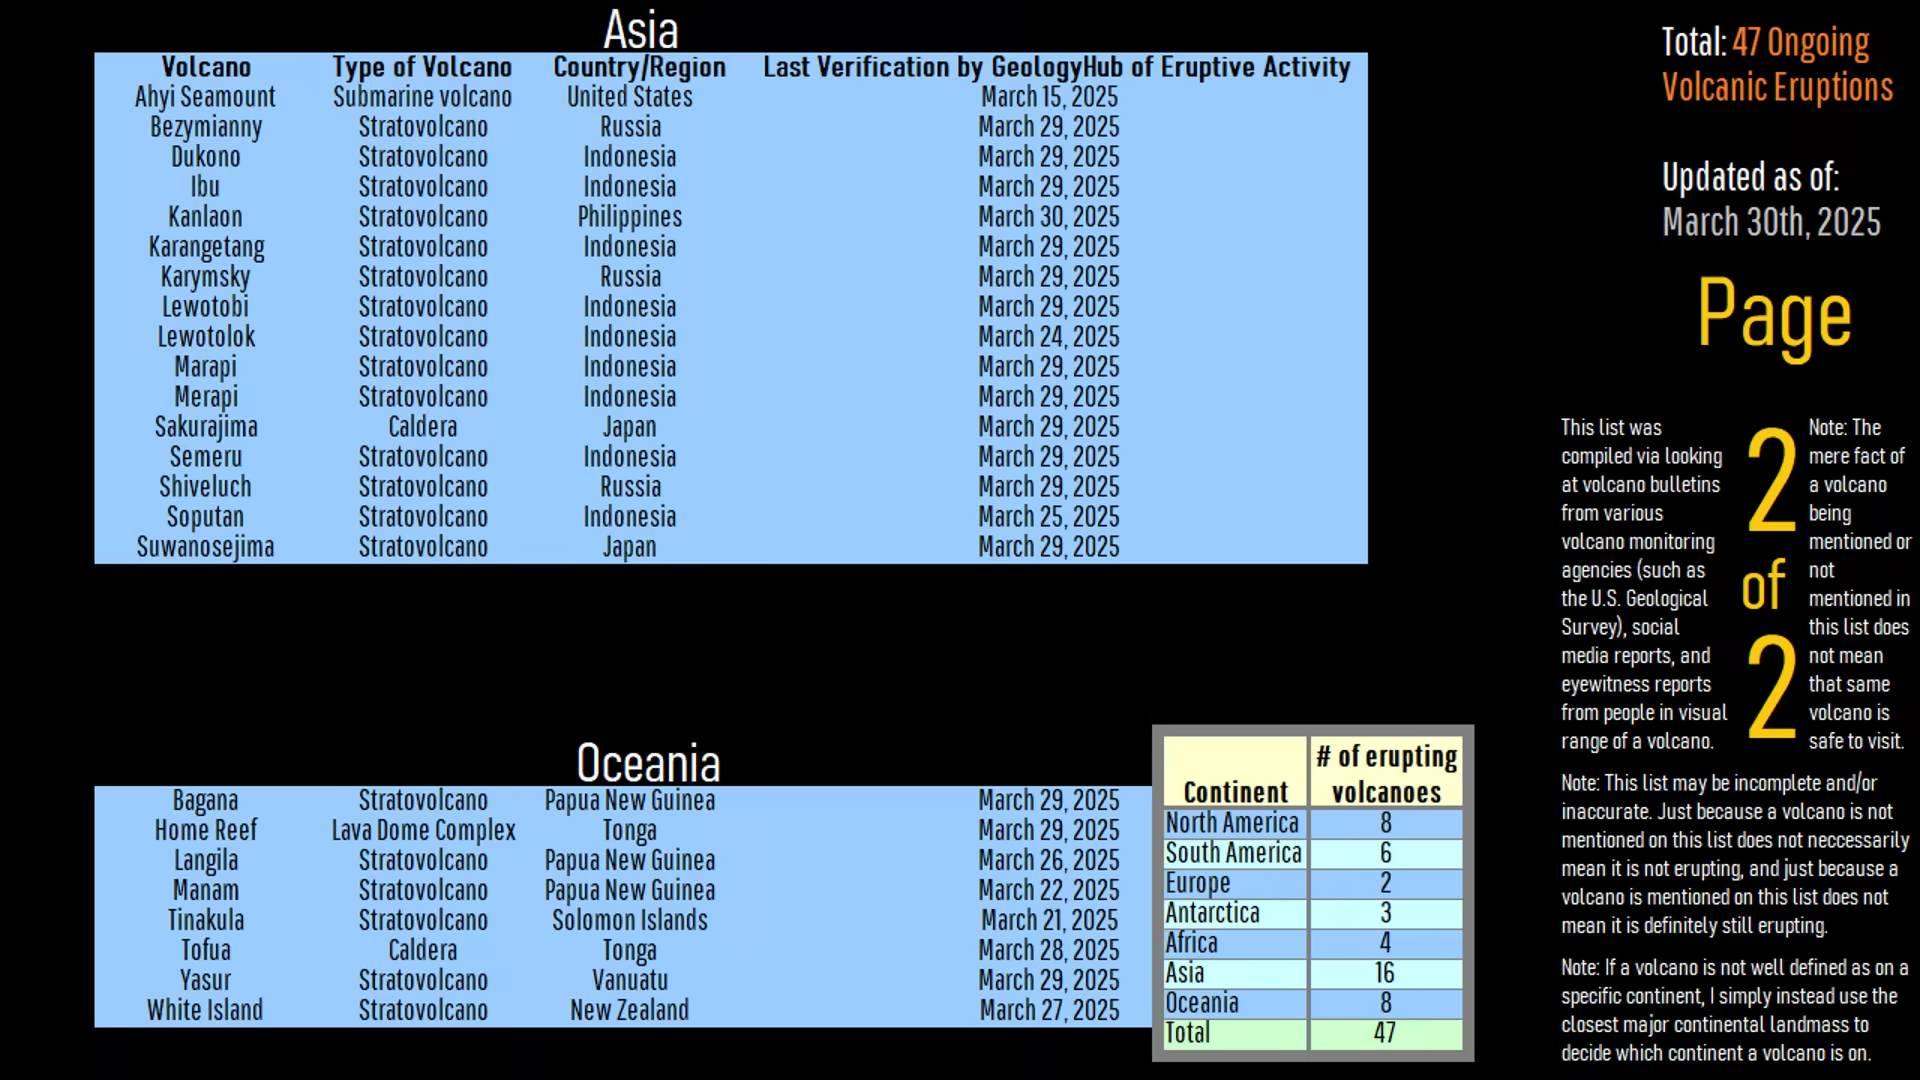 Asia
Volcano Type of Volcano Country/Region Last Verification by GeologyHub of Eruptive Activity
Ahyi Seamount Submarine volcano United States March 15, 2025
Bezymianny Stratovolcano Russia March 29, 2025
Dukono Stratovolcano Indonesia March 29, 2025
Ibu Stratovolcano Indonesia March 29, 2025
Kanlaon Stratovolcano Philippines March 30, 2025
Karangetang Stratovolcano Indonesia March 29, 2025
Karymsky Stratovolcano Russia March 29, 2025
Lewotobi Stratovolcano Indonesia March 29, 2025
Lewotolok Stratovolcano Indonesia March 24, 2025
Marapi Stratovolcano Indonesia March 29, 2025
Merapi Stratovolcano Indonesia March 29, 2025
Sakurajima Caldera Japan March 29, 2025
Semeru Stratovolcano Indonesia March 29, 2025
Shiveluch Stratovolcano Russia March 29, 2025
Soputan Stratovolcano Indonesia March 25, 2025
Suwanosejima Stratovolcano Japan March 29, 2025
Oceania
Bagana Stratovolcano Papua New Guinea March 29, 2025
Home Reef Lava Dome Complex Tonga March 29, 2025
Langila Stratovolcano Papua New Guinea March 26, 2025
Manam Stratovolcano Papua New Guinea March 22, 2025
Tinakula Stratovolcano Solomon Islands March 21, 2025
Tofua Caldera Tonga March 28, 2025
Yasur Stratovolcano Vanuatu March 29, 2025
White Island Stratovolcano New Zealand March 27, 2025
Continent # of erupting volcanoes
North America 8
South America 6
Europe 2
Antarctica 3
Africa 4
Asia 16
Oceania 8
Total 47
Total: 47 Ongoing
Volcanic Eruptions
Updated as of:
March 30th, 2025
Page
2
of
2
This list was
compiled via looking
at volcano bulletins
from various
volcano monitoring
agencies (such as
the U.S. Geological
Survey), social
media reports, and
eyewitness reports
from people in visual
range of a volcano.
Note: The
mere fact of
a volcano
being
mentioned or
not
mentioned in
this list does
not mean
that same
volcano is
safe to visit.
Note: This list may be incomplete and/or
inaccurate. Just because a volcano is not
mentioned on this list does not neccessarily
mean it is not erupting, and just because a
volcano is mentioned on this list does not
mean it is definitely still erupting.
Note: If a volcano is not well defined as on a
specific continent, I simply instead use the
closest major continental landmass to
decide which continent a volcano is on.